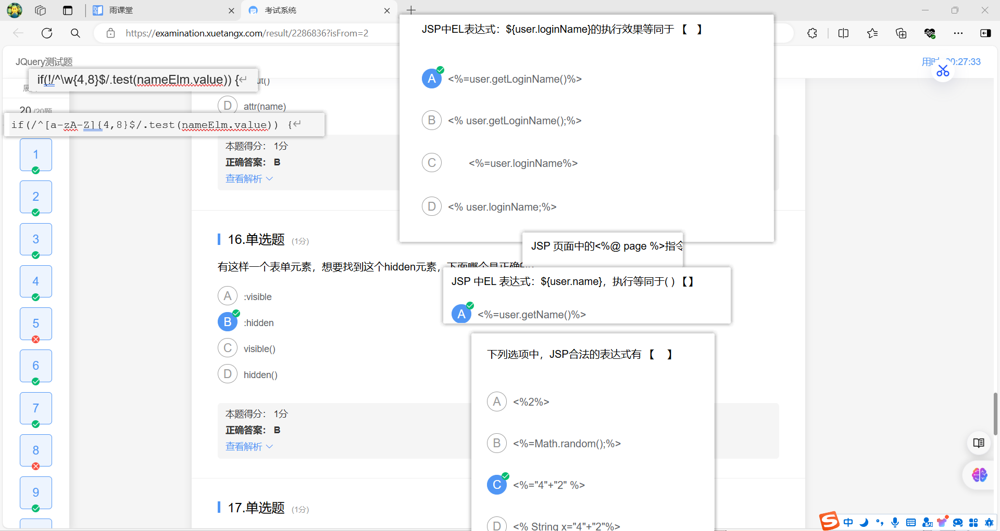 雨课堂
考试系统
https://examination.xuetangx.com/result/2286836?isFrom=2
JQuery测试题
用时
0:27:33
if(!/^\w{4,8}$/.test(nameElm.value)) {↵
ut()
D attr(name)
20 /20题
if(/^[a-zA-Z]{4,8}$/.test(nameElm.value)) {↵
本题得分： 1分
正确答案： B
查看解析
1
2
3
4
5
6
7
8
9
16.单选题 (1分)
有这样一个表单元素，想要找到这个hidden元素，下面哪个是正确的
A :visible
B :hidden
C visible()
D hidden()
本题得分： 1分
正确答案： B
查看解析
17.单选题 (1分)
JSP中EL表达式：${user.loginName}的执行效果等同于 【 】
A <%=user.getLoginName()%>
B <% user.getLoginName();%>
C <%=user.loginName%>
D <% user.loginName;%>
JSP 页面中的<%@ page %>指令
JSP 中EL 表达式：${user.name}，执行等同于( ) 【】
A <%=user.getName()%>
下列选项中，JSP合法的表达式有 【 】
A <%2%>
B <%=Math.random();%>
C <%="4"+"2" %>
D <% String x="4"+"2"%>
中